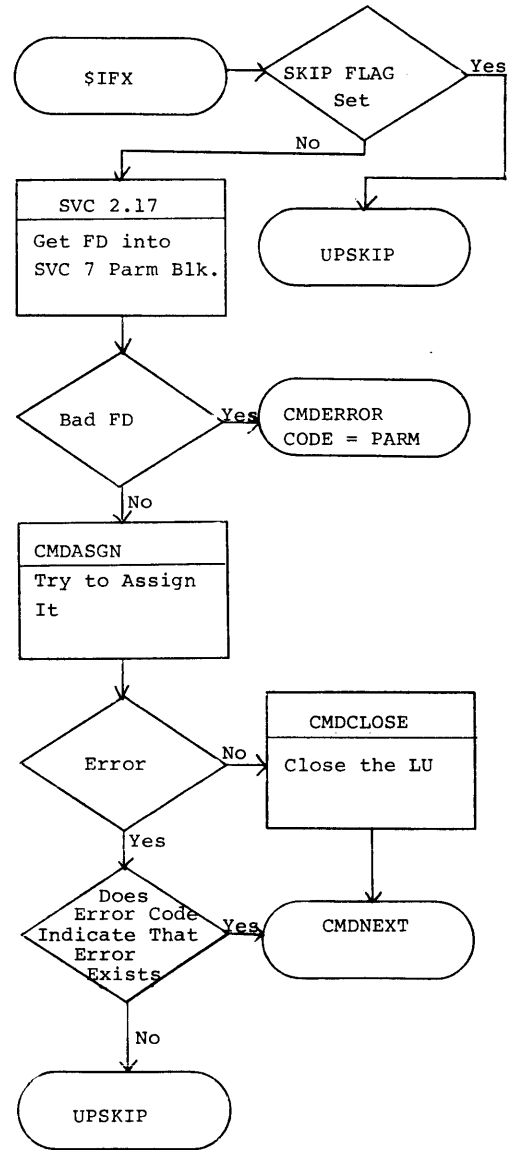 $IFX
SKIP FLAG
Set
Yes
No
SVC 2.17
Get FD into
SVC 7 Parm Blk.
UPSKIP
Bad FD
Yes
CMDERROR
CODE = PARM
No
CMDASGN
Try to Assign
It
Error
No
CMDCLOSE
Close the LU
Yes
Does
Error Code
Indicate That
Error
Exists
Yes
CMDNEXT
No
UPSKIP